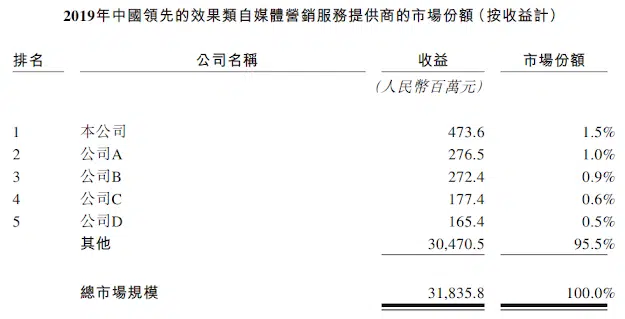 2019年中國領先的效果類自媒體營銷服務提供商的市場份額（按收益計）
排名 公司名稱 收益 市場份額
(人民幣百萬元)
1 本公司 473.6 1.5%
2 公司A 276.5 1.0%
3 公司B 272.4 0.9%
4 公司C 177.4 0.6%
5 公司D 165.4 0.5%
其他 30,470.5 95.5%
總市場規模 31,835.8 100.0%